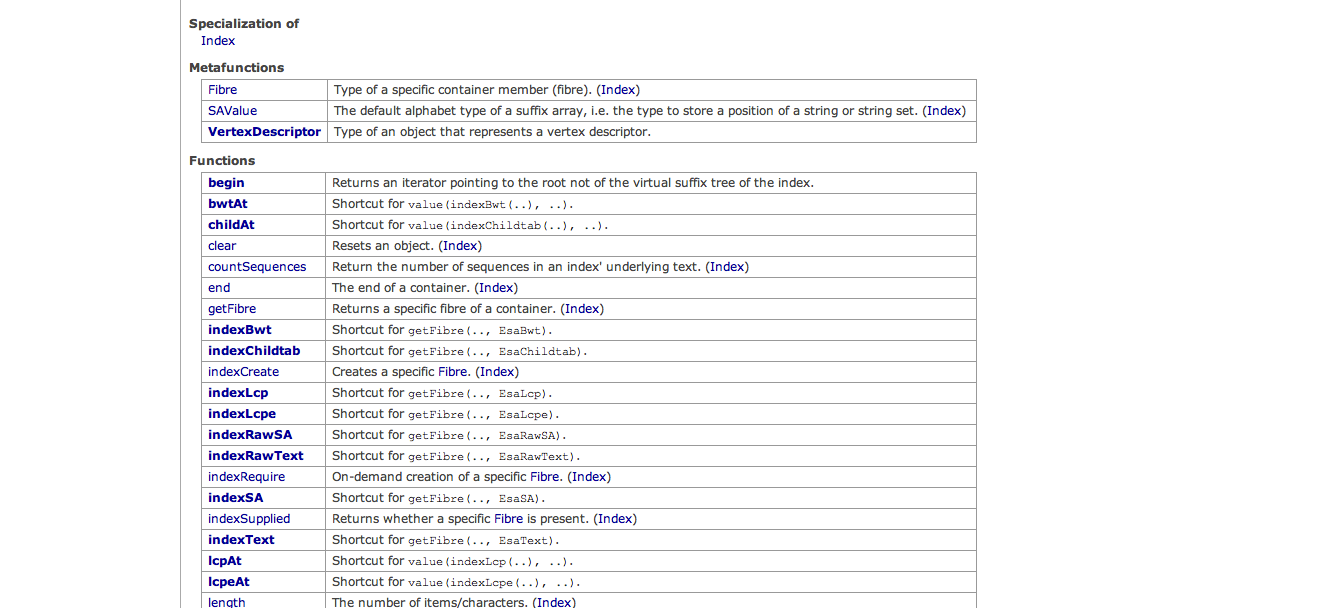 Specialization of
Index
Metafunctions
Fibre Type of a specific container member (fibre). (Index)
SAValue The default alphabet type of a suffix array, i.e. the type to store a position of a string or string set. (Index)
VertexDescriptor Type of an object that represents a vertex descriptor.
Functions
begin Returns an iterator pointing to the root not of the virtual suffix tree of the index.
bwtAt Shortcut for value(indexBwt(..), ..).
childAt Shortcut for value(indexChildtab(..), ..).
clear Resets an object. (Index)
countSequences Return the number of sequences in an index' underlying text. (Index)
end The end of a container. (Index)
getFibre Returns a specific fibre of a container. (Index)
indexBwt Shortcut for getFibre(.., EsaBwt).
indexChildtab Shortcut for getFibre(.., EsaChildtab).
indexCreate Creates a specific Fibre. (Index)
indexLcp Shortcut for getFibre(.., EsaLcp).
indexLcpe Shortcut for getFibre(.., EsaLcpe).
indexRawSA Shortcut for getFibre(.., EsaRawSA).
indexRawText Shortcut for getFibre(.., EsaRawText).
indexRequire On-demand creation of a specific Fibre. (Index)
indexSA Shortcut for getFibre(.., EsaSA).
indexSupplied Returns whether a specific Fibre is present. (Index)
indexText Shortcut for getFibre(.., EsaText).
lcpAt Shortcut for value(indexLcp(..), ..).
lcpeAt Shortcut for value(indexLcpe(..), ..).
length The number of items/characters. (Index)